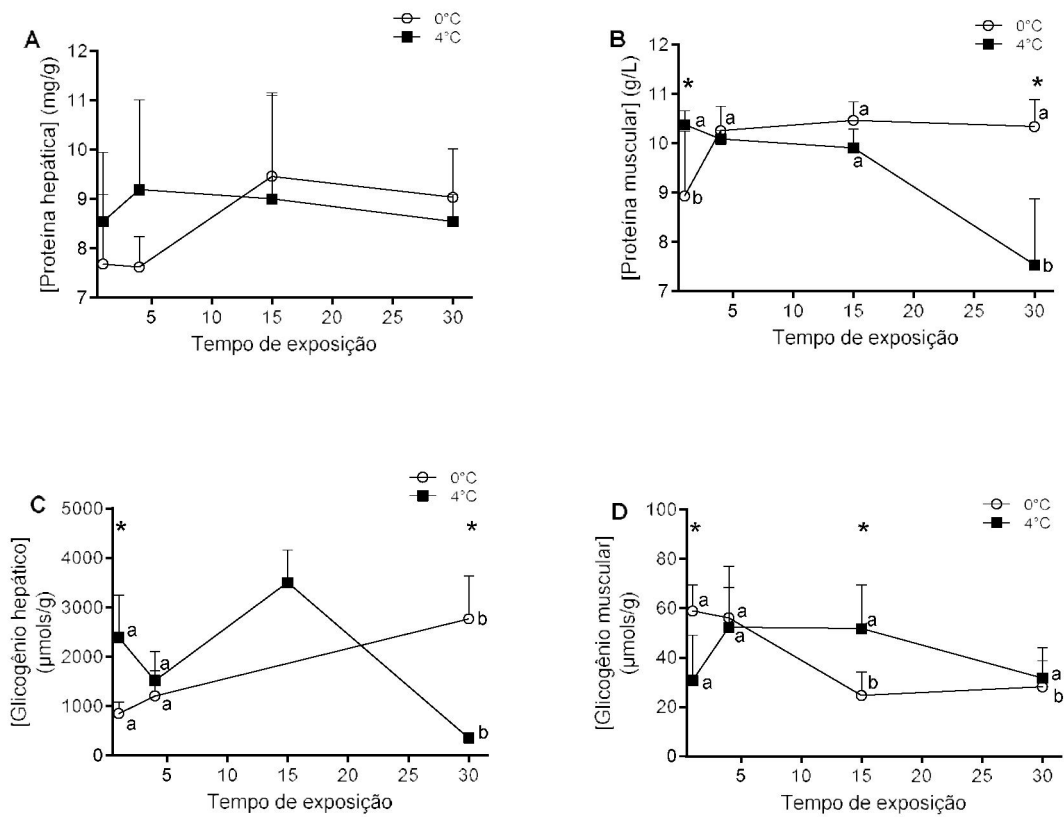 A
0°C
4°C
[Proteína hepática] (mg/g)
12
11
10
9
8
7
5
10
15
20
25
30
Tempo de exposição
B
0°C
4°C
[Proteína muscular] (g/L)
12
11
10
9
8
7
*
*
a
a
a
a
b
a
b
5
10
15
20
25
30
Tempo de exposição
C
0°C
4°C
[Glicogênio hepático]
(µmols/g)
5000
4000
3000
2000
1000
0
*
*
a
a
b
a
a
b
5
10
15
20
25
30
Tempo de exposição
D
0°C
4°C
[Glicogênio muscular]
(µmols/g)
100
80
60
40
20
0
*
*
a
a
a
a
a
b
a
b
5
10
15
20
25
30
Tempo de exposição